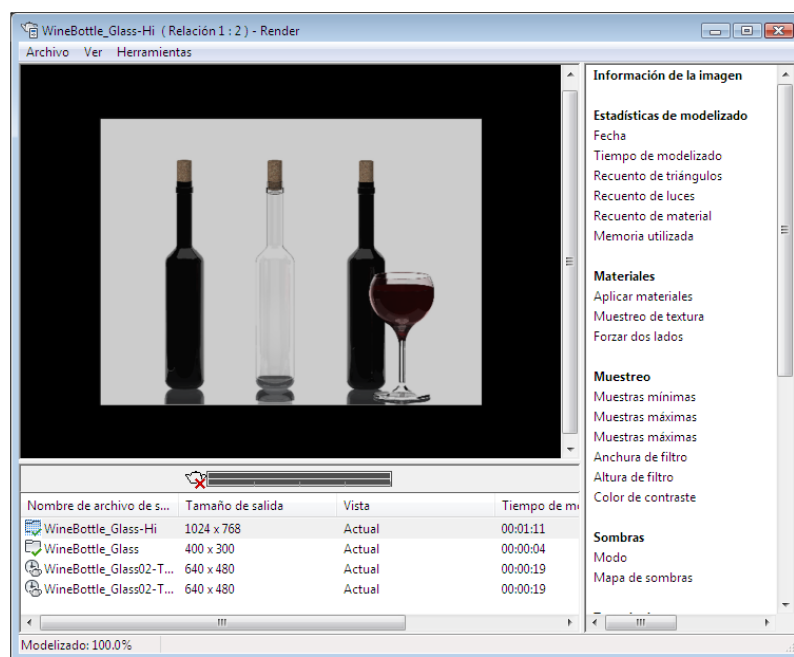 WineBottle_Glass-Hi ( Relación 1 : 2 ) - Render
Archivo Ver Herramientas
Información de la imagen
Estadísticas de modelizado
Fecha
Tiempo de modelizado
Recuento de triángulos
Recuento de luces
Recuento de material
Memoria utilizada
Materiales
Aplicar materiales
Muestreo de textura
Forzar dos lados
Muestreo
Muestras mínimas
Muestras máximas
Muestras máximas
Anchura de filtro
Altura de filtro
Color de contraste
Sombras
Modo
Mapa de sombras
Nombre de archivo de s... Tamaño de salida Vista Tiempo de m
WineBottle_Glass-Hi 1024 x 768 Actual 00:01:11
WineBottle_Glass 400 x 300 Actual 00:00:04
WineBottle_Glass02-T... 640 x 480 Actual 00:00:19
WineBottle_Glass02-T... 640 x 480 Actual 00:00:19
Modelizado: 100.0%